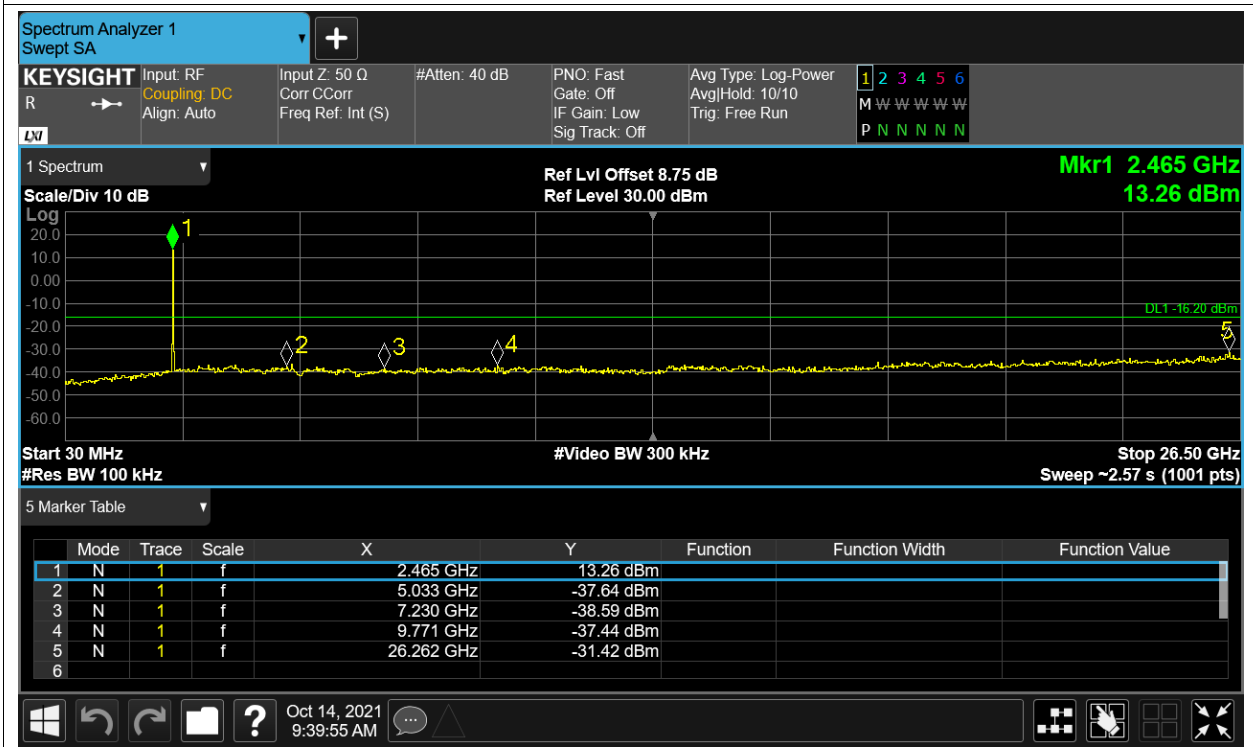 Spectrum Analyzer 1
Swept SA
+
KEYSIGHT Input: RF Input Z: 50 Ω #Atten: 40 dB PNO: Fast Avg Type: Log-Power 1 2 3 4 5 6
R Coupling: DC Corr CCorr Gate: Off Avg|Hold: 10/10 M W W W W W
Align: Auto Freq Ref: Int (S) IF Gain: Low Trig: Free Run
LXI Sig Track: Off P N N N N N
1 Spectrum Ref Lvl Offset 8.75 dB Mkr1 2.465 GHz
Scale/Div 10 dB Ref Level 30.00 dBm 13.26 dBm
Log
1
20.0
10.0
0.00
-10.0
DL1 -16.20 dBm
-20.0
5
-30.0
2 3 4
-40.0
-50.0
-60.0
Start 30 MHz #Video BW 300 kHz Stop 26.50 GHz
#Res BW 100 kHz Sweep ~2.57 s (1001 pts)
5 Marker Table
Mode Trace Scale X Y Function Function Width Function Value
1 N 1 f 2.465 GHz 13.26 dBm
2 N 1 f 5.033 GHz -37.64 dBm
3 N 1 f 7.230 GHz -38.59 dBm
4 N 1 f 9.771 GHz -37.44 dBm
5 N 1 f 26.262 GHz -31.42 dBm
6
? Oct 14, 2021
9:39:55 AM